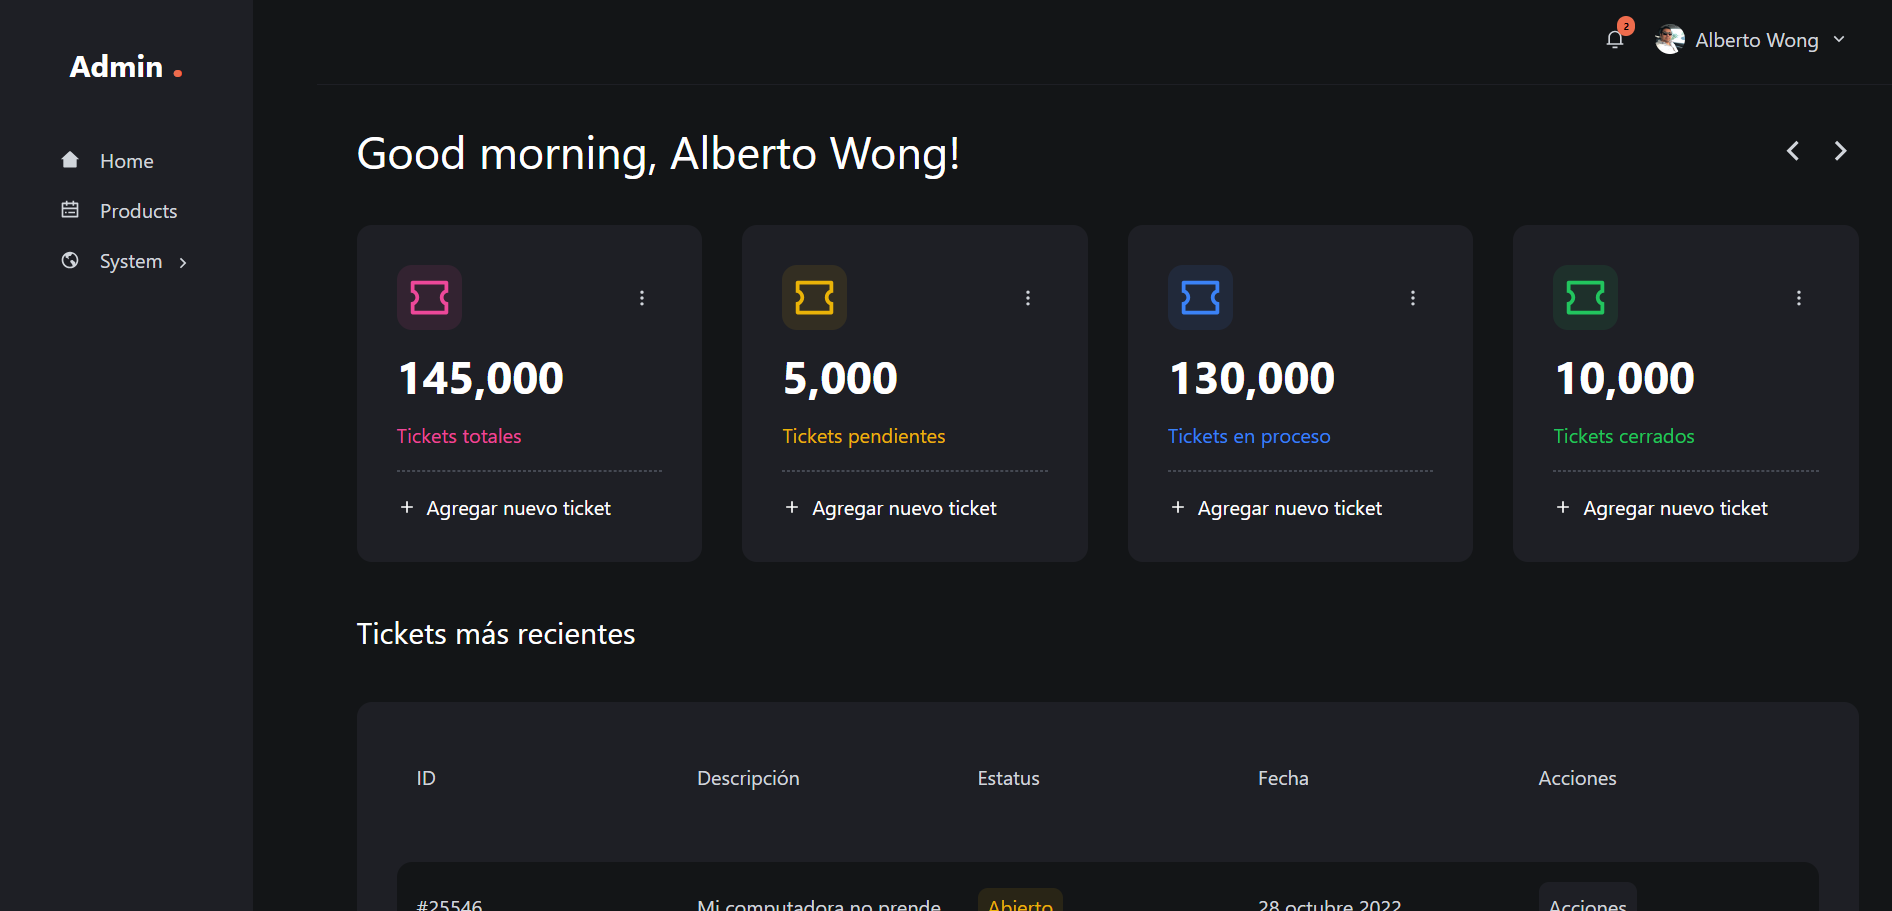 Admin .
2
Alberto Wong
Home
Products
System
Good morning, Alberto Wong!
145,000
Tickets totales
+ Agregar nuevo ticket
5,000
Tickets pendientes
+ Agregar nuevo ticket
130,000
Tickets en proceso
+ Agregar nuevo ticket
10,000
Tickets cerrados
+ Agregar nuevo ticket
Tickets más recientes
ID Descripción Estatus Fecha Acciones
#25546 Mi computadora no prende Abierto 28 octubre 2022 Acciones